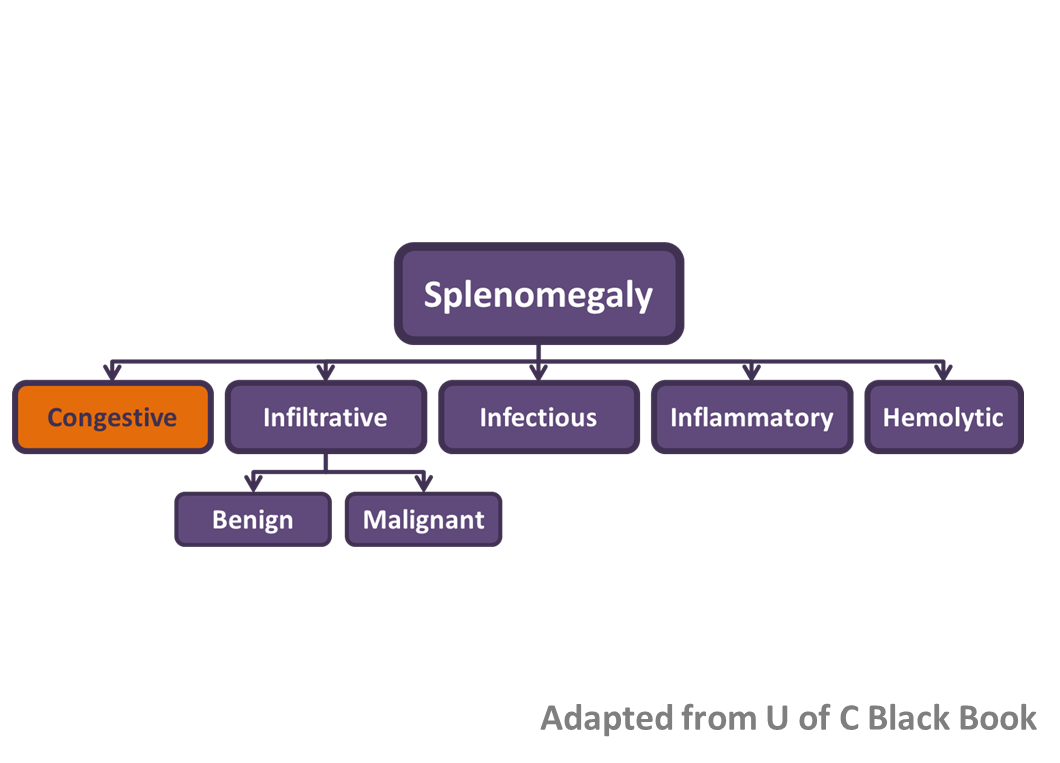 Splenomegaly
Congestive
Infiltrative
Infectious
Inflammatory
Hemolytic
Benign
Malignant
Adapted from U of C Black Book